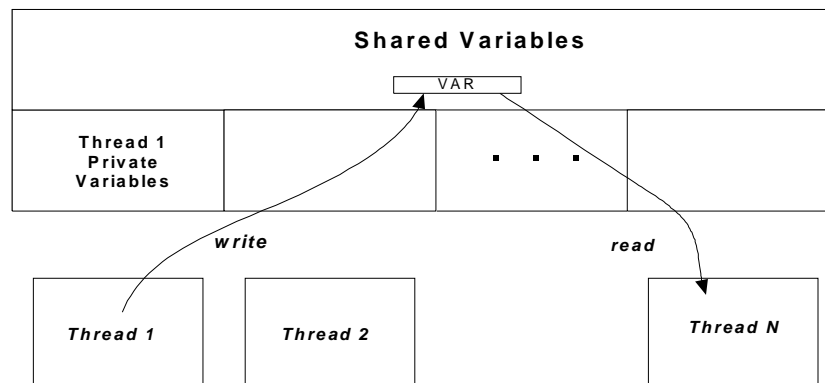 Shared Variables
VAR
Thread 1
Private
Variables
. . .
write
read
Thread 1
Thread 2
Thread N